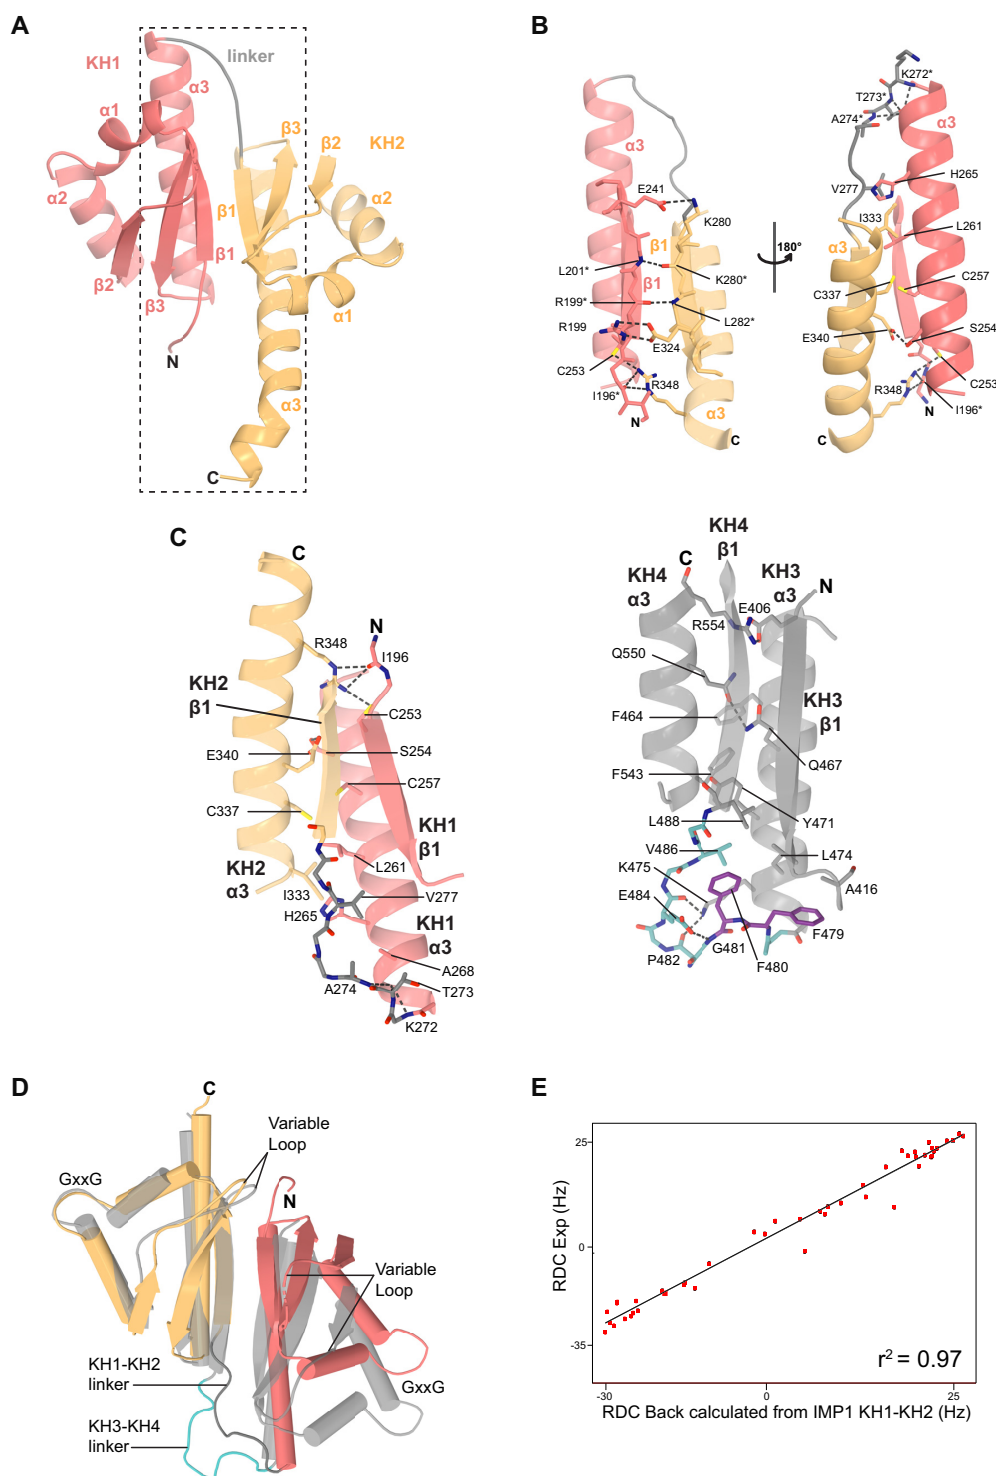 A
KH1
linker
α3
α1
β3
β2
KH2
α2
α2
β1
β1
β2
β3
α1
N
α3
C
B
K272*
T273*
α3
A274*
α3
H265
E241
V277
K280
I333
L261
β1
α3
180°
L201*
K280*
C257
β1
C337
R199*
L282*
S254
R199
E340
E324
C253
R348
R348
C253
I196*
I196*
α3
N
N
C
C
C
C
R348
N
I196
KH2
β1
C253
E340
S254
C257
C337
KH1
β1
KH2
α3
L261
I333
V277
H265
KH1
α3
A268
A274
T273
K272
KH4
β1
C
KH4
α3
KH3
α3
N
E406
R554
Q550
KH3
β1
F464
Q467
F543
L488
Y471
V486
L474
K475
A416
E484
F479
G481
P482
F480
D
C
Variable
Loop
GxxG
N
Variable
Loop
KH1-KH2
linker
GxxG
KH3-KH4
linker
E
25
RDC Exp (Hz)
0
-35
r² = 0.97
-30
0
25
RDC Back calculated from IMP1 KH1-KH2 (Hz)